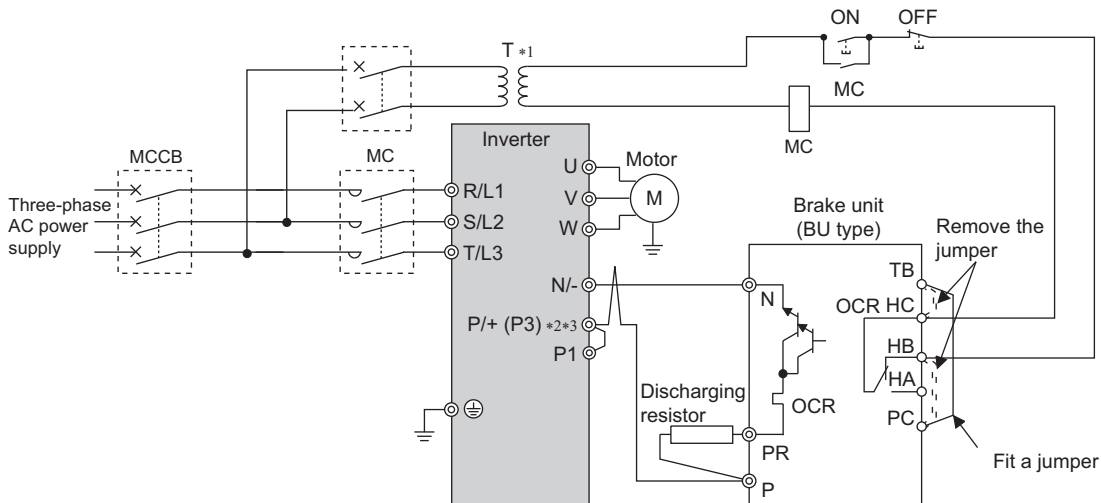 ON
OFF
T *1
MC
MC
MCCB
MC
Inverter
Three-phase
AC power
supply
R/L1
S/L2
T/L3
U
V
W
Motor
M
N/-
P/+ (P3) *2*3
P1
Brake unit
(BU type)
Remove the
jumper
TB
OCR HC
HB
HA
PC
N
OCR
Discharging
resistor
PR
P
Fit a jumper